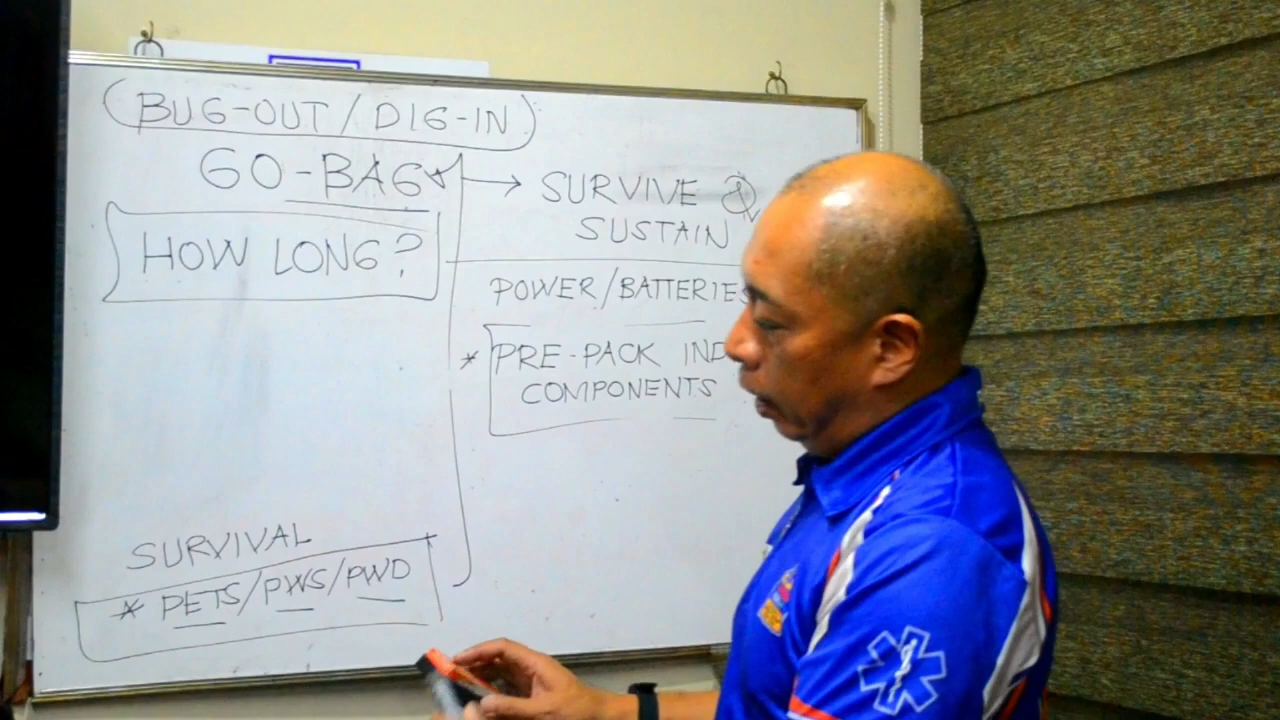 (BUG-OUT / DIG-IN)
GO-BAG → SURVIVE &
SUSTAIN
HOW LONG?
POWER/BATTERIES
* PRE-PACK IND
COMPONENTS
SURVIVAL
* PETS/PWS/PWD